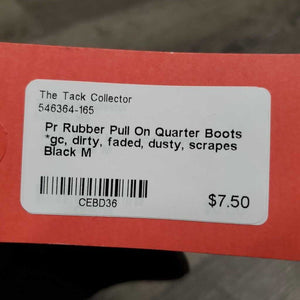 The Tack Collector
546364-165
Pr Rubber Pull On Quarter Boots
*gc, dirty, faded, dusty, scrapes
Black M
CEBD36
$7.50